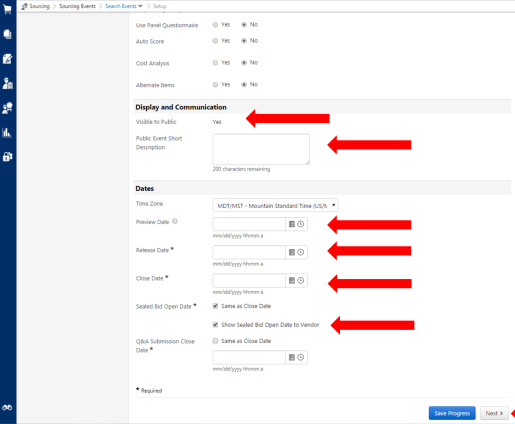 Sourcing > Sourcing Events > Search Events > Setup
Use Panel Questionnaire Yes No
Auto Score Yes No
Cost Analysis Yes No
Alternate Items Yes No
Display and Communication
Visible to Public Yes
Public Event Short
Description
200 characters remaining
Dates
Time Zone MDT/MST - Mountain Standard Time (US/M
Preview Date
mm/dd/yyyy hh:mm a
Release Date *
mm/dd/yyyy hh:mm a
Close Date *
mm/dd/yyyy hh:mm a
Sealed Bid Open Date * Same as Close Date
Show Sealed Bid Open Date to Vendor
Q&A Submission Close Same as Close Date
Date *
mm/dd/yyyy hh:mm a
* Required
Save Progress Next >